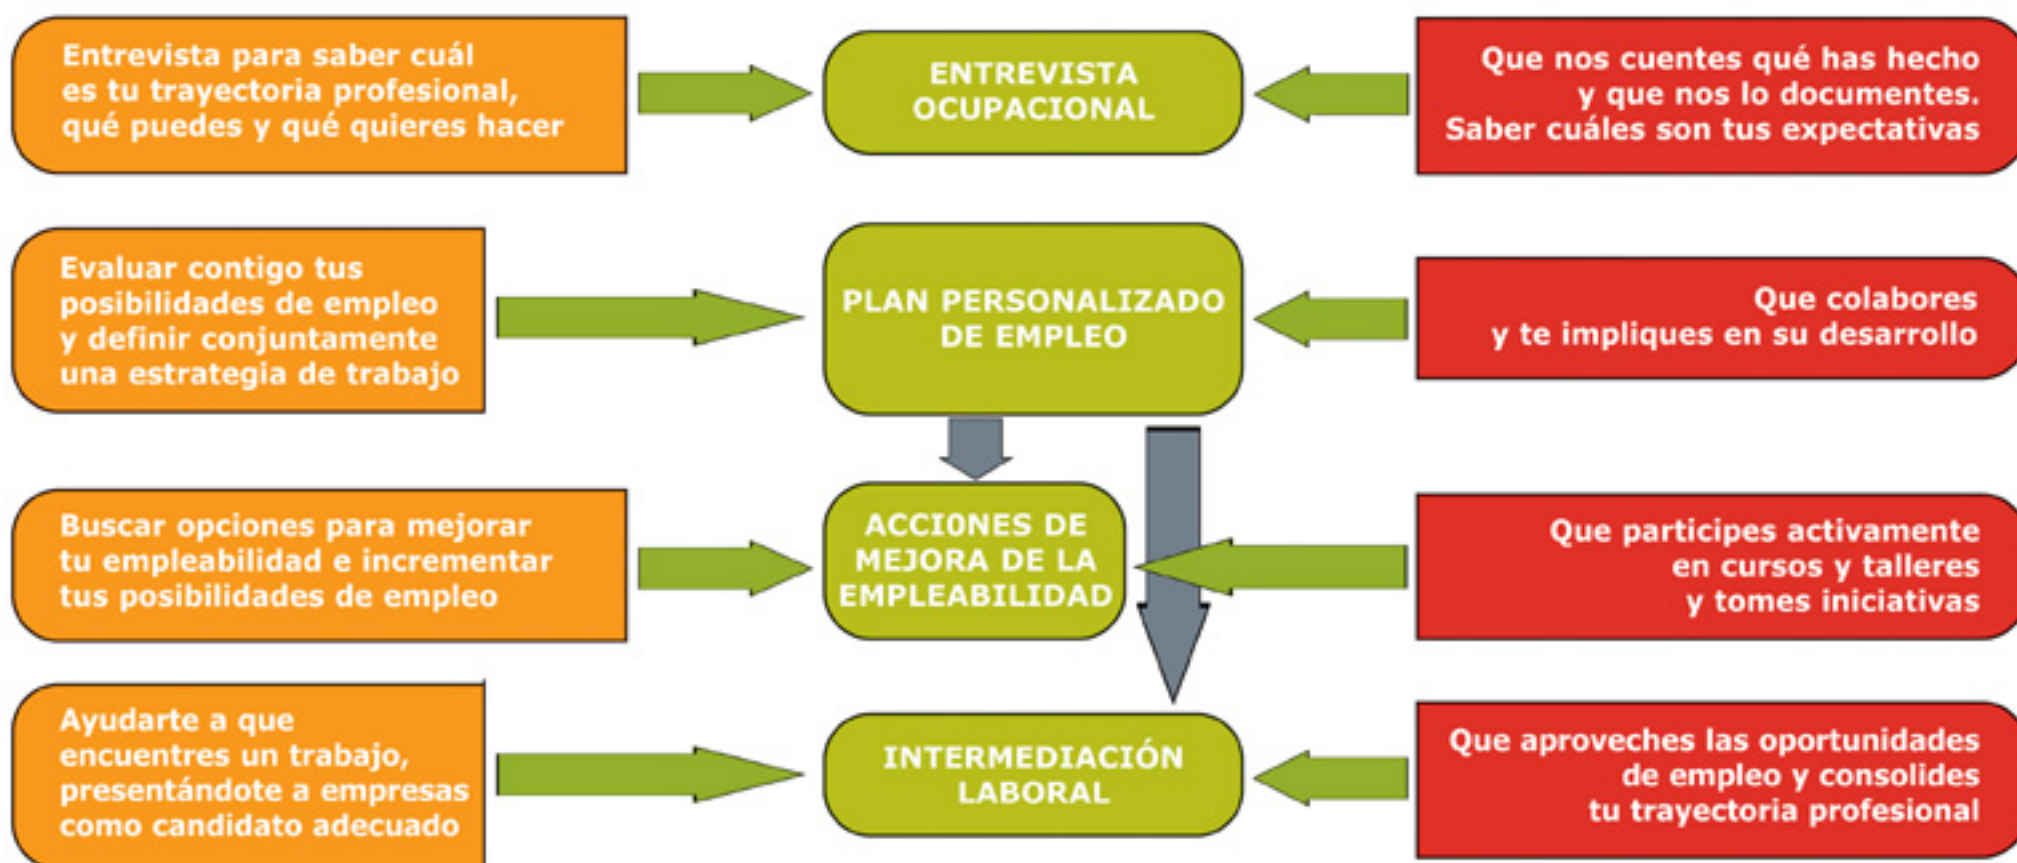 Entrevista para saber cuál
es tu trayectoria profesional,
qué puedes y qué quieres hacer
ENTREVISTA
OCUPACIONAL
Que nos cuentes qué has hecho
y que nos lo documentes.
Saber cuáles son tus expectativas
Evaluar contigo tus
posibilidades de empleo
y definir conjuntamente
una estrategia de trabajo
PLAN PERSONALIZADO
DE EMPLEO
Que colabores
y te impliques en su desarrollo
Buscar opciones para mejorar
tu empleabilidad e incrementar
tus posibilidades de empleo
ACCI0NES DE
MEJORA DE LA
EMPLEABILIDAD
Que participes activamente
en cursos y talleres
y tomes iniciativas
Ayudarte a que
encuentres un trabajo,
presentándote a empresas
como candidato adecuado
INTERMEDIACIÓN
LABORAL
Que aproveches las oportunidades
de empleo y consolides
tu trayectoria profesional